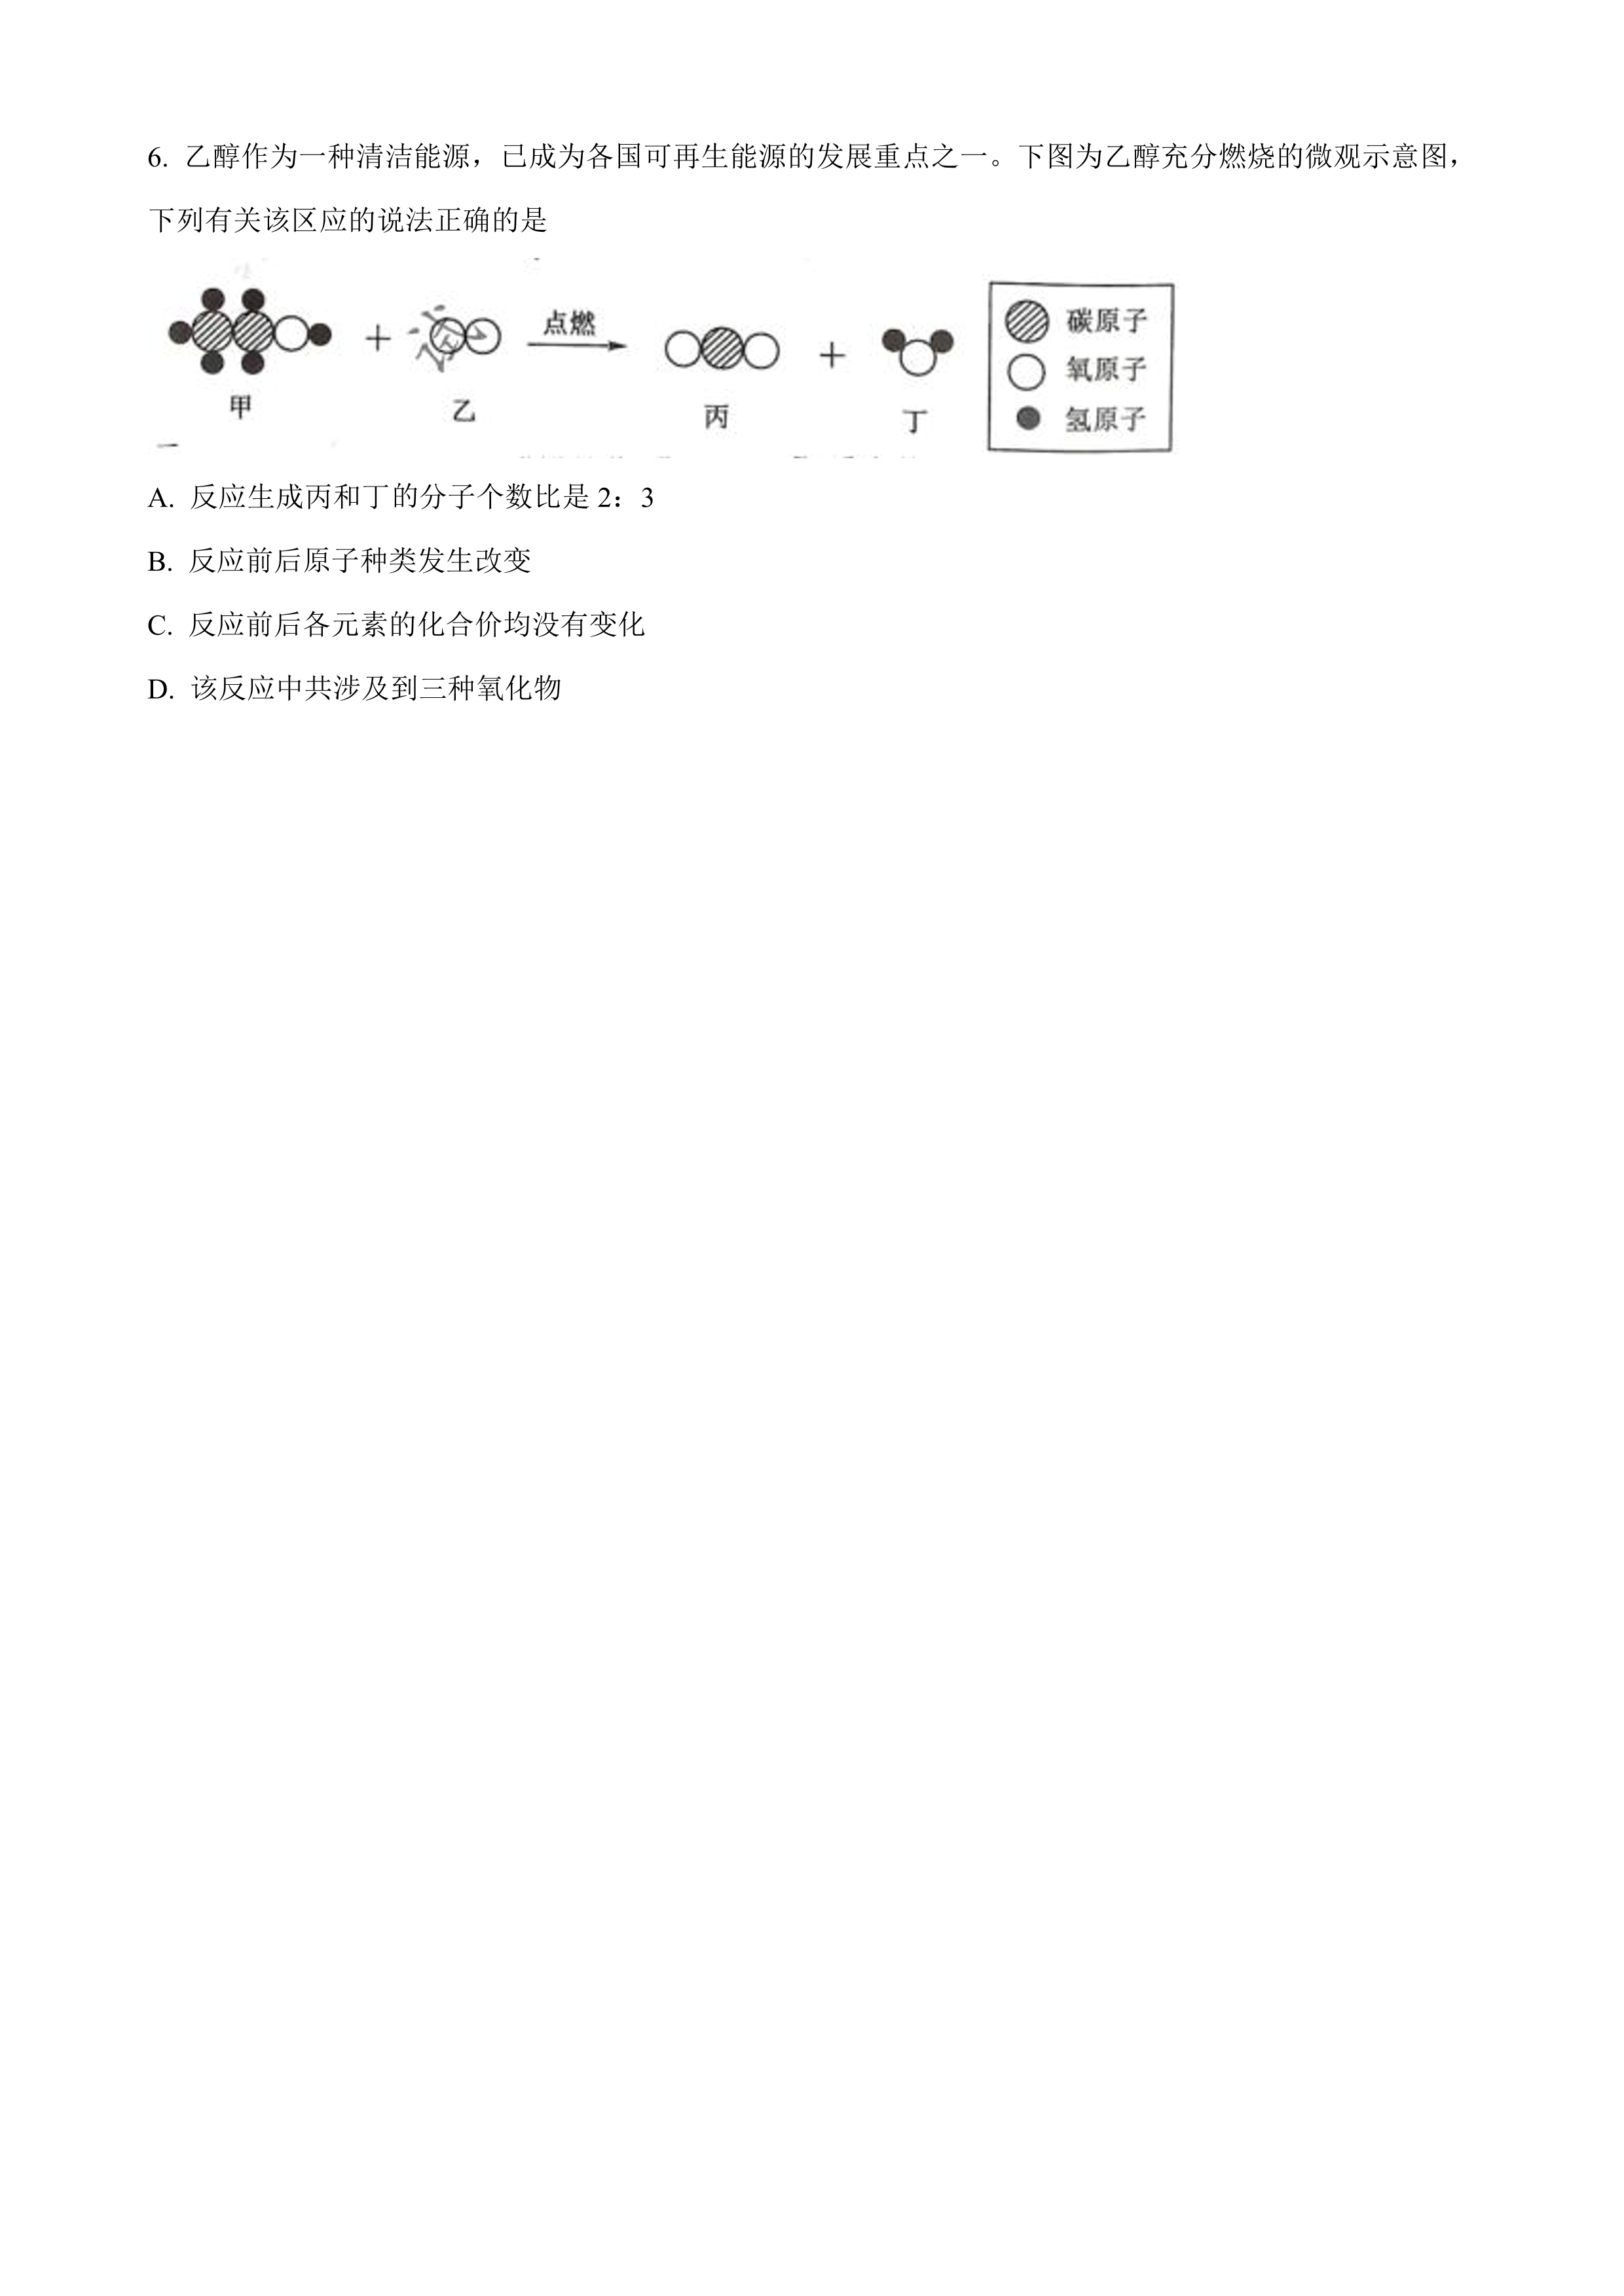 6. 乙醇作为一种清洁能源，已成为各国可再生能源的发展重点之一。下图为乙醇充分燃烧的微观示意图，
下列有关该区应的说法正确的是
+ 点燃 + 碳原子
氧原子
氢原子
甲 乙 丙 丁
A. 反应生成丙和丁的分子个数比是 2：3
B. 反应前后原子种类发生改变
C. 反应前后各元素的化合价均没有变化
D. 该反应中共涉及到三种氧化物